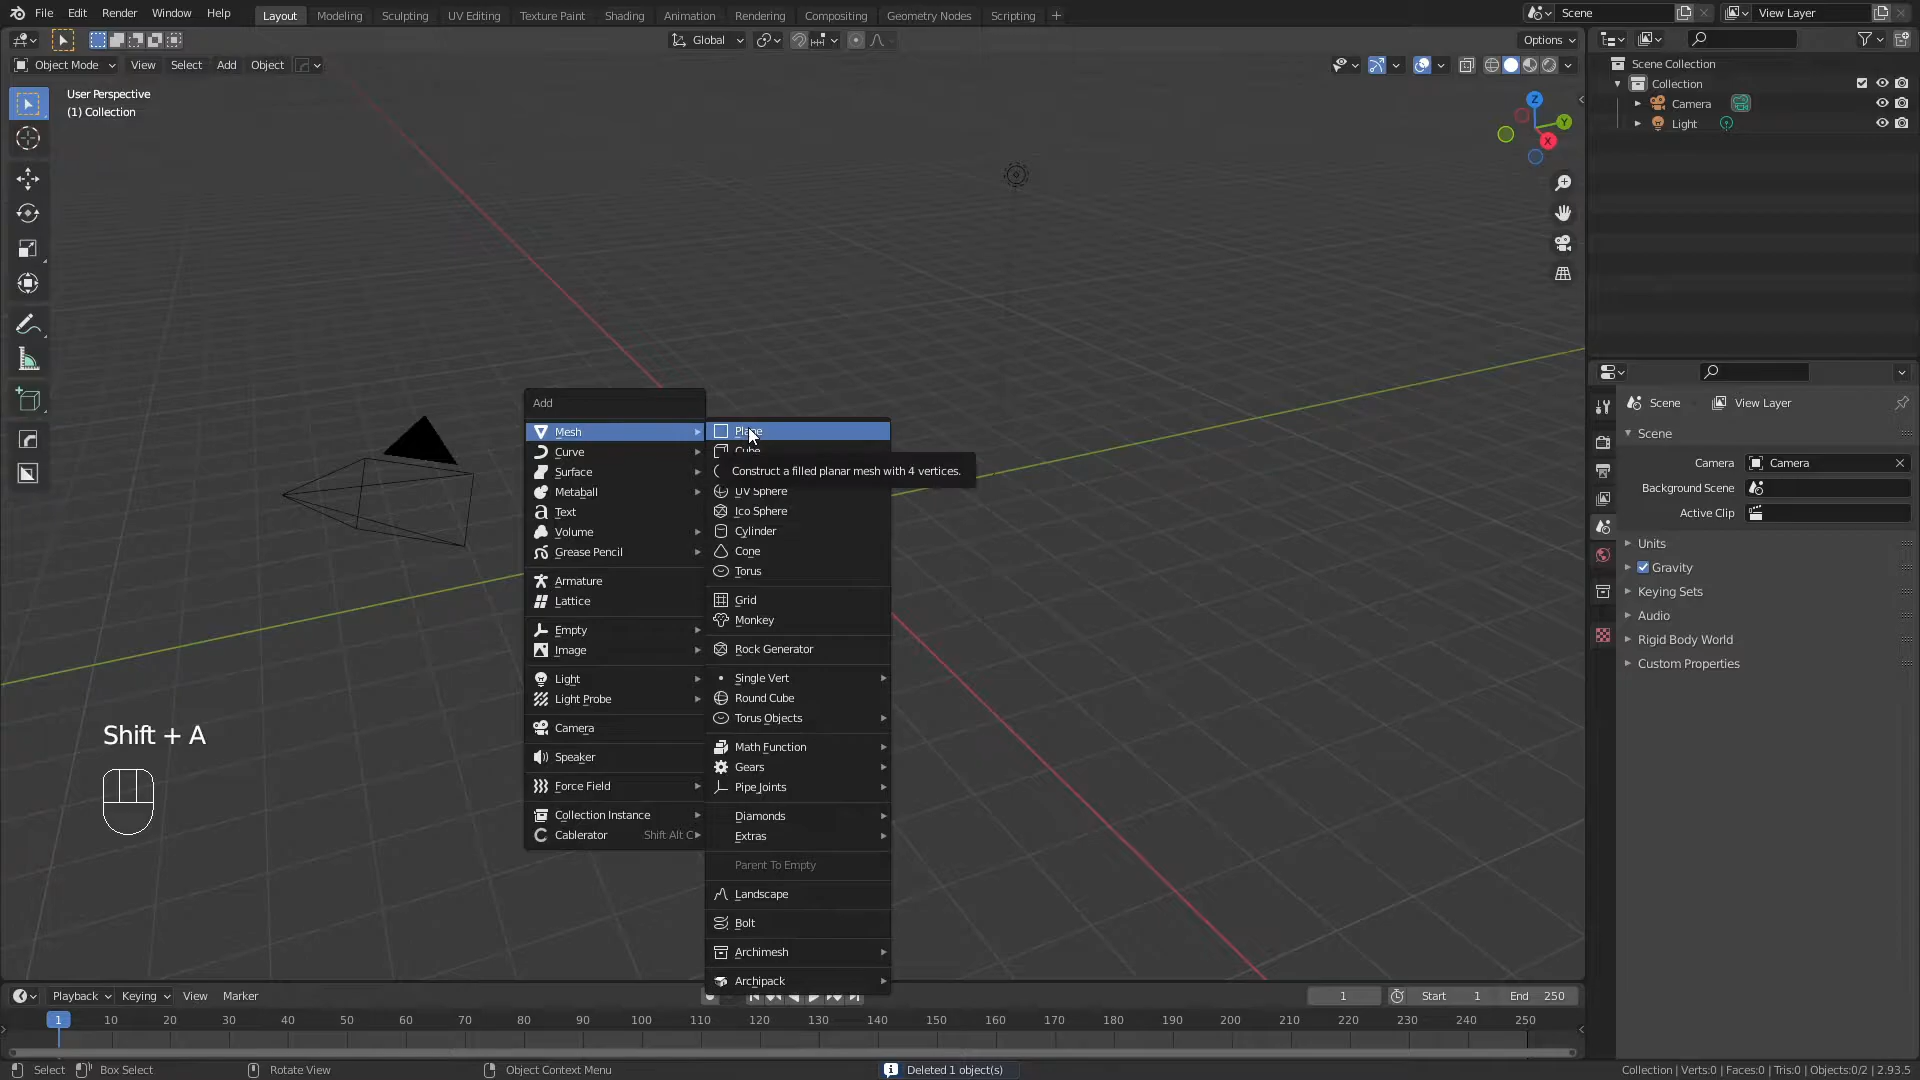 File Edit Render Window Help Layout Modeling Sculpting UV Editing Texture Paint Shading Animation Rendering Compositing Geometry Nodes Scripting + Scene View Layer
Global Options
Object Mode View Select Add Object
User Perspective
(1) Collection
Z
Y
X
Scene Collection
Collection
Camera
Light
Add
Mesh
Curve
Surface
Metaball
Text
Volume
Grease Pencil
Armature
Lattice
Empty
Image
Light
Light Probe
Camera
Speaker
Force Field
Collection Instance
Cablerator Shift Alt C
Plane
Cube
Construct a filled planar mesh with 4 vertices.
UV Sphere
Ico Sphere
Cylinder
Cone
Torus
Grid
Monkey
Rock Generator
Single Vert
Round Cube
Torus Objects
Math Function
Gears
Pipe Joints
Diamonds
Extras
Parent To Empty
Landscape
Bolt
Archimesh
Archipack
Shift + A
Scene View Layer
Scene
Camera Camera
Background Scene
Active Clip
Units
Gravity
Keying Sets
Audio
Rigid Body World
Custom Properties
Playback Keying View Marker 1 Start 1 End 250
1 10 20 30 40 50 60 70 80 90 100 110 120 130 140 150 160 170 180 190 200 210 220 230 240 250
Select Box Select Rotate View Object Context Menu Deleted 1 object(s) Collection | Verts:0 | Faces:0 | Tris:0 | Objects:0/2 | 2.93.5